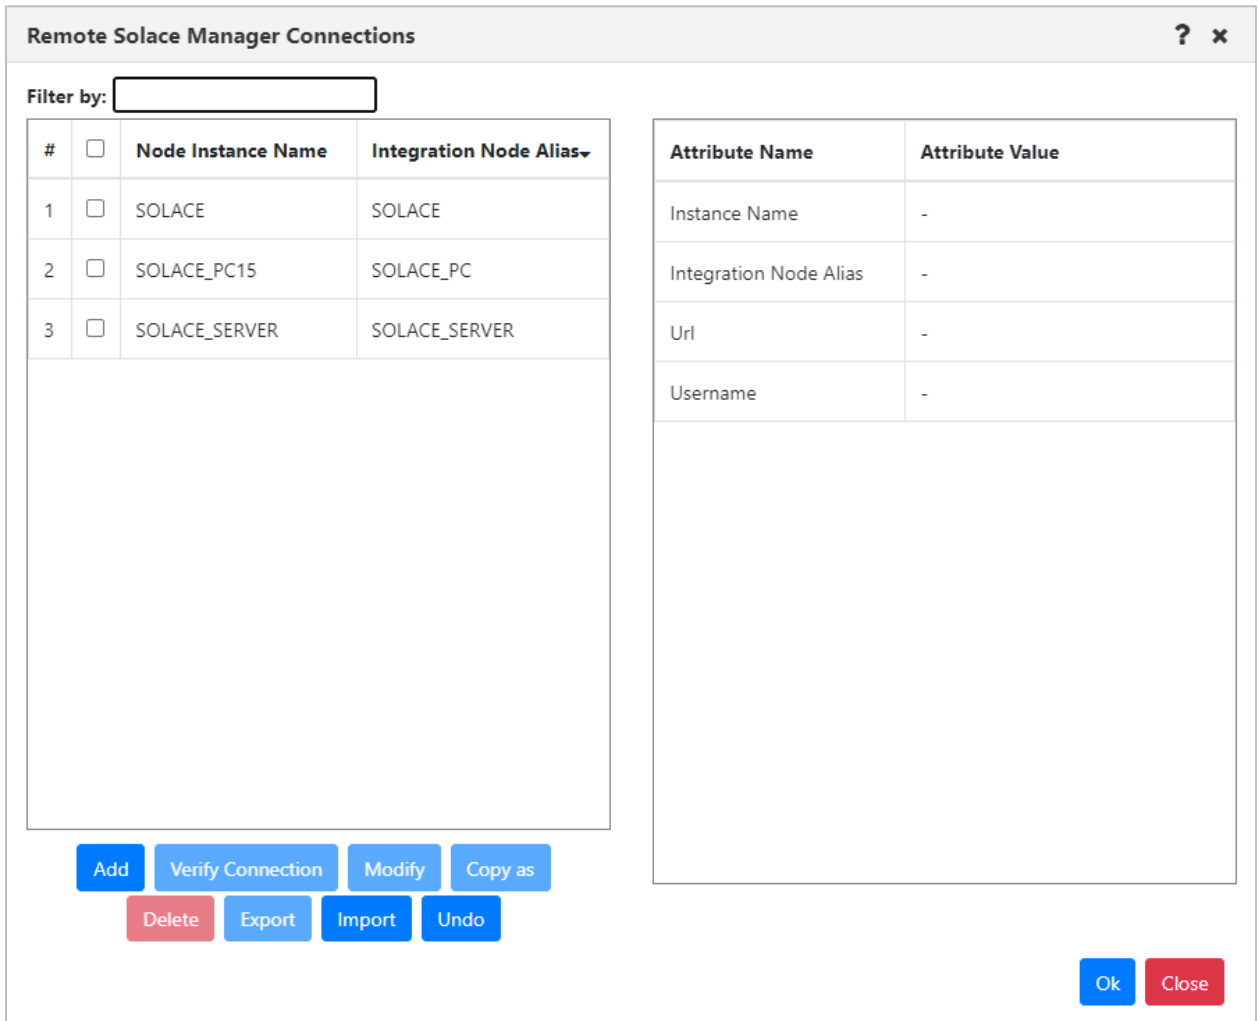 Remote Solace Manager Connections ? ×
Filter by:
# Node Instance Name Integration Node Alias
1 SOLACE SOLACE
2 SOLACE_PC15 SOLACE_PC
3 SOLACE_SERVER SOLACE_SERVER
Attribute Name Attribute Value
Instance Name -
Integration Node Alias -
Url -
Username -
Add Verify Connection Modify Copy as
Delete Export Import Undo
Ok Close